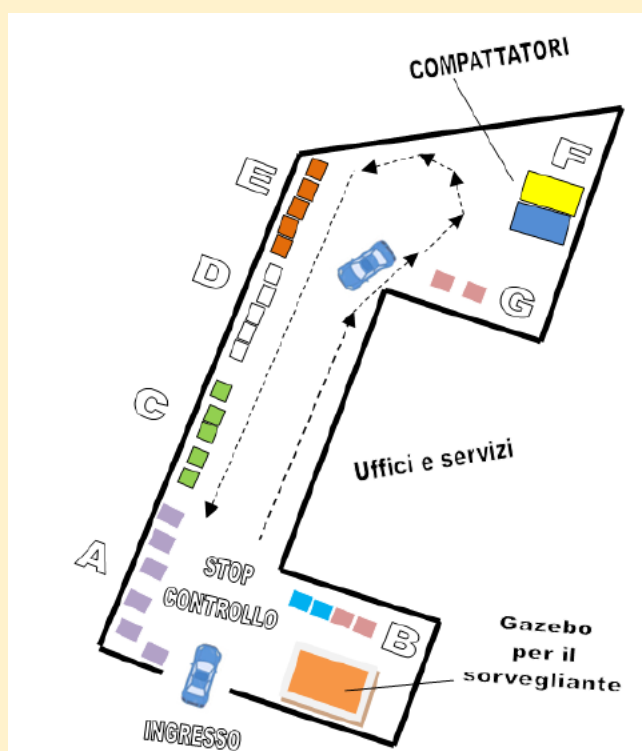 COMPATTATORI
F
E
D
G
C
Uffici e servizi
A
STOP
CONTROLLO
B
Gazebo
per il
sorvegliante
INGRESSO